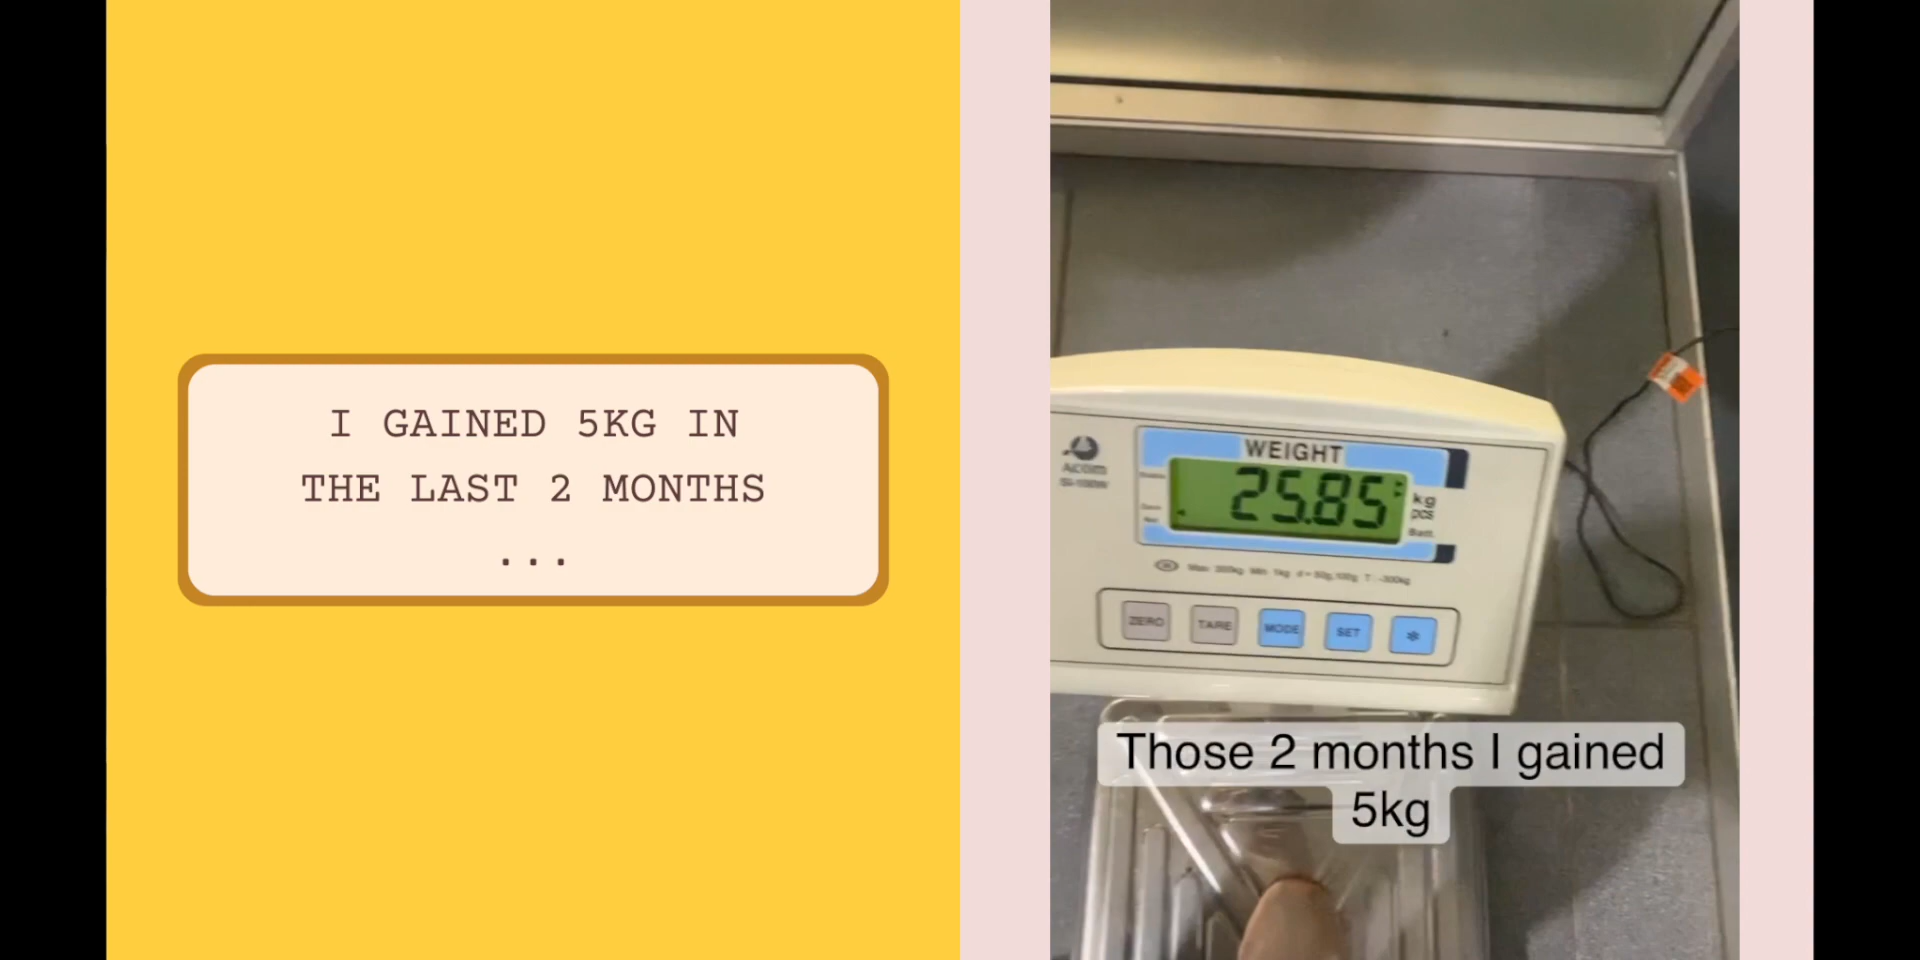 I GAINED 5KG IN
THE LAST 2 MONTHS
...
WEIGHT
25.85
kg
pcs
Batt.
ZERO
TARE
MODE
SET
Those 2 months I gained
5kg